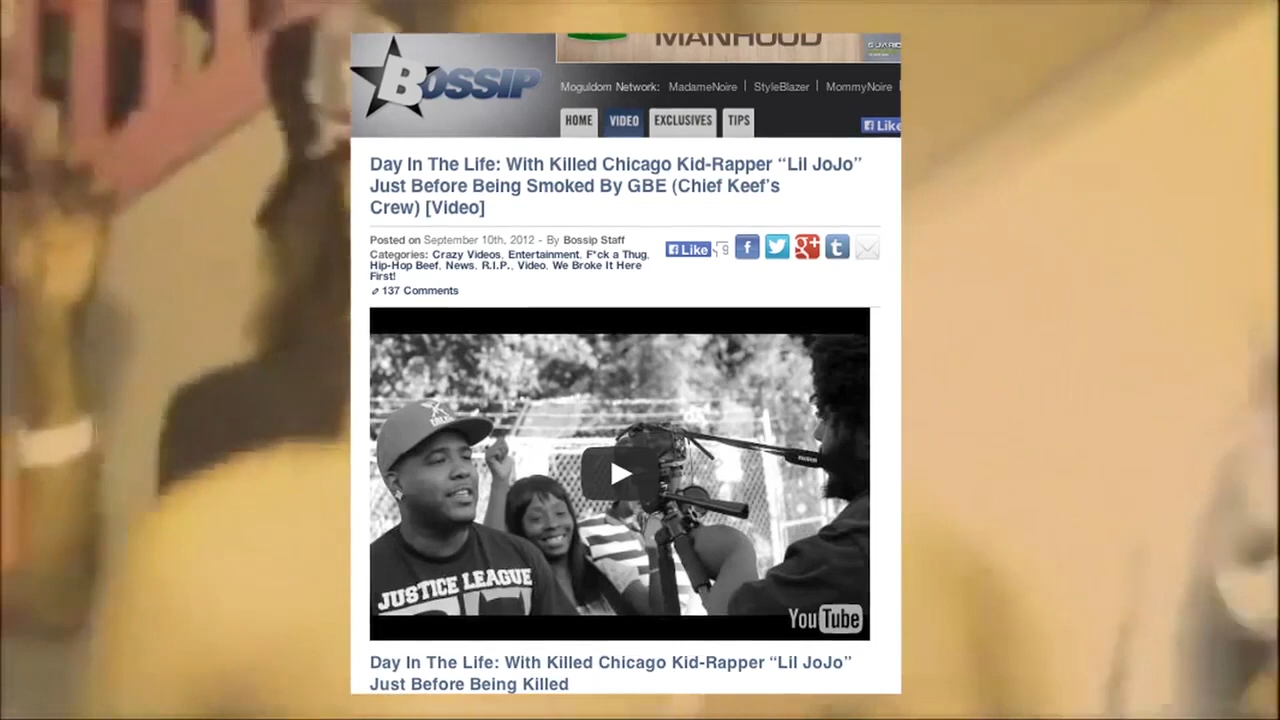 MANHOOD
BOSSIP
Moguldom Network: MadameNoire | StyleBlazer | MommyNoire
HOME VIDEO EXCLUSIVES TIPS
Like
Day In The Life: With Killed Chicago Kid-Rapper “Lil JoJo”
Just Before Being Smoked By GBE (Chief Keef’s
Crew) [Video]
Posted on September 10th, 2012 - By Bossip Staff
Categories: Crazy Videos, Entertainment, F*ck a Thug,
Hip-Hop Beef, News, R.I.P., Video, We Broke It Here
First!
137 Comments
Like 9 f g+ t
JUSTICE LEAGUE
YouTube
Day In The Life: With Killed Chicago Kid-Rapper “Lil JoJo”
Just Before Being Killed